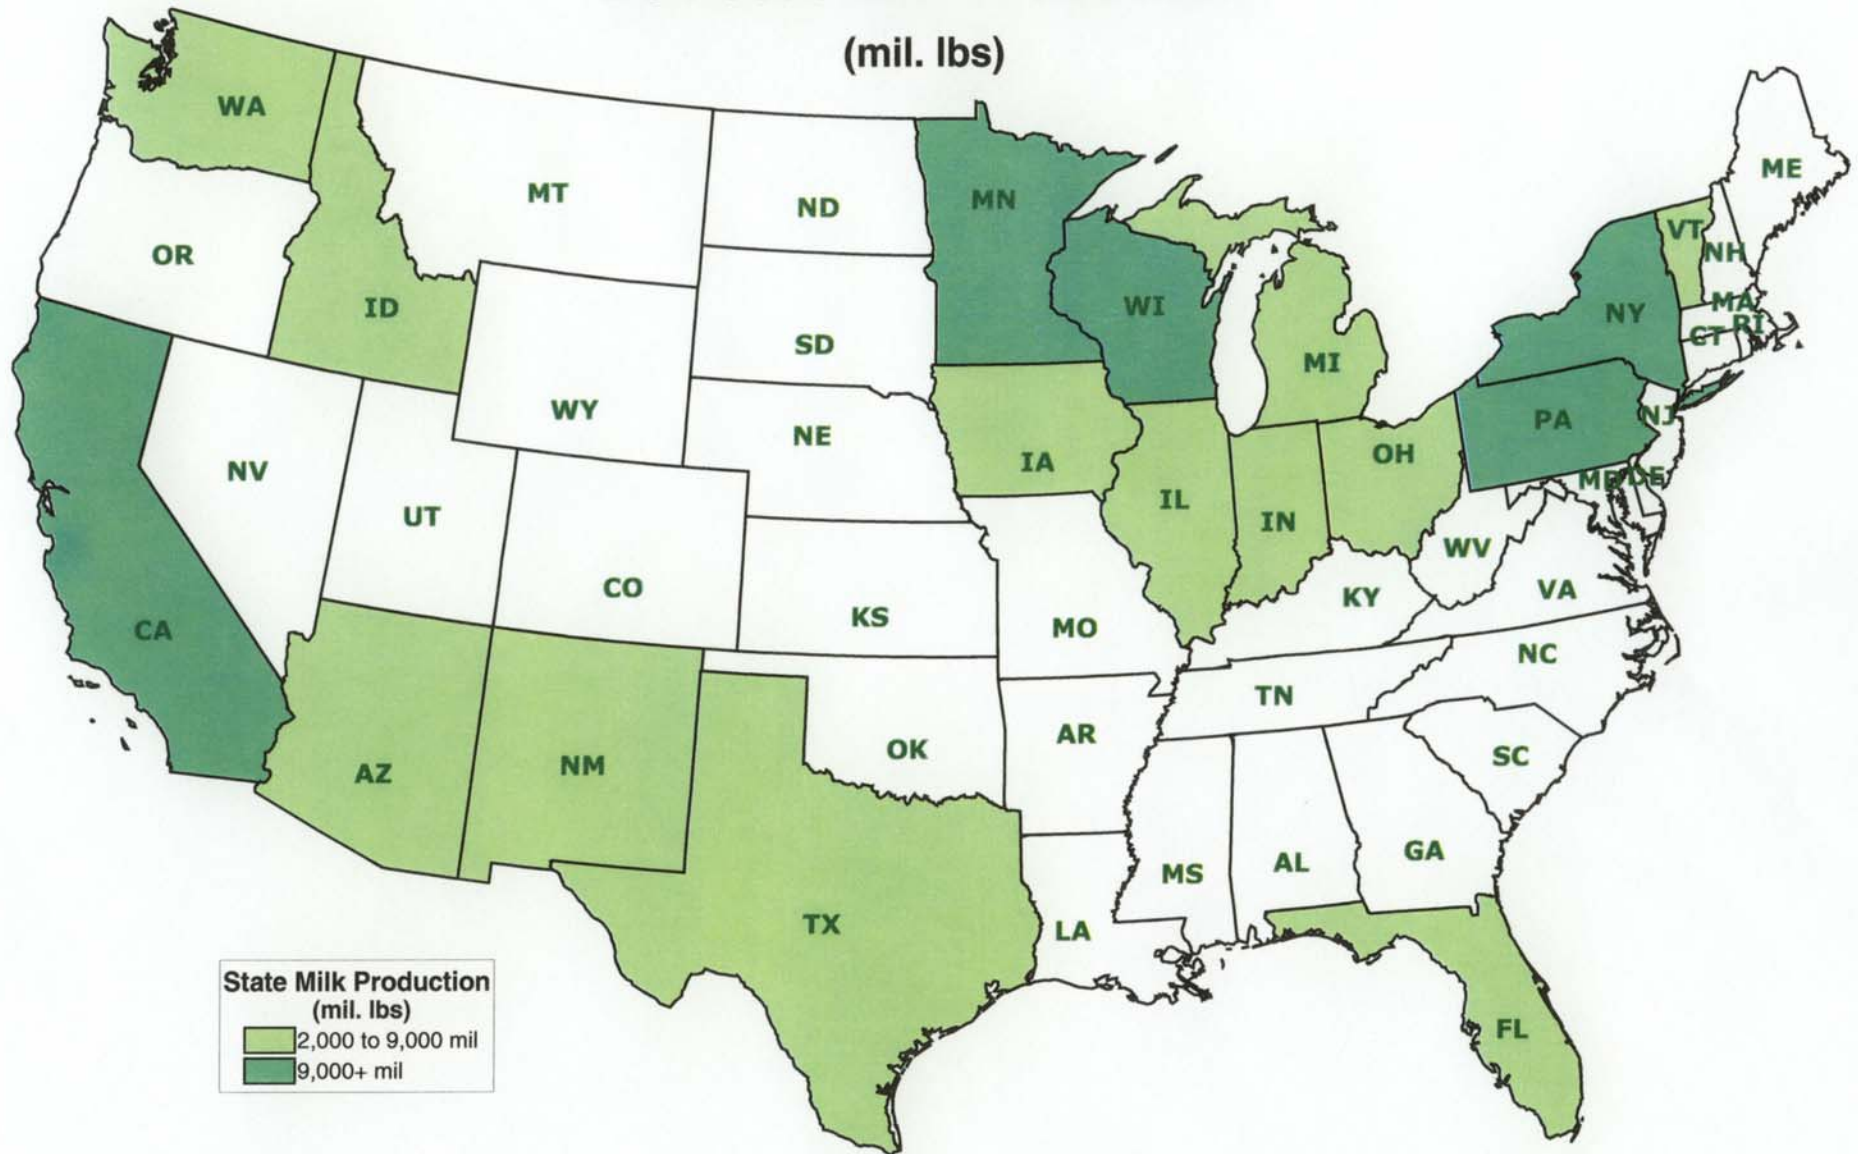 (mil. lbs)
WA
MT
ND
MN
ME
OR
ID
SD
WI
MI
VT
NH
NY
MA
RI
CT
WY
NE
IA
PA
NJ
NV
UT
CO
KS
MO
IL
IN
OH
MD
DE
WV
VA
KY
CA
NC
TN
AZ
NM
OK
AR
SC
TX
LA
MS
AL
GA
FL
State Milk Production
(mil. lbs)
2,000 to 9,000 mil
9,000+ mil